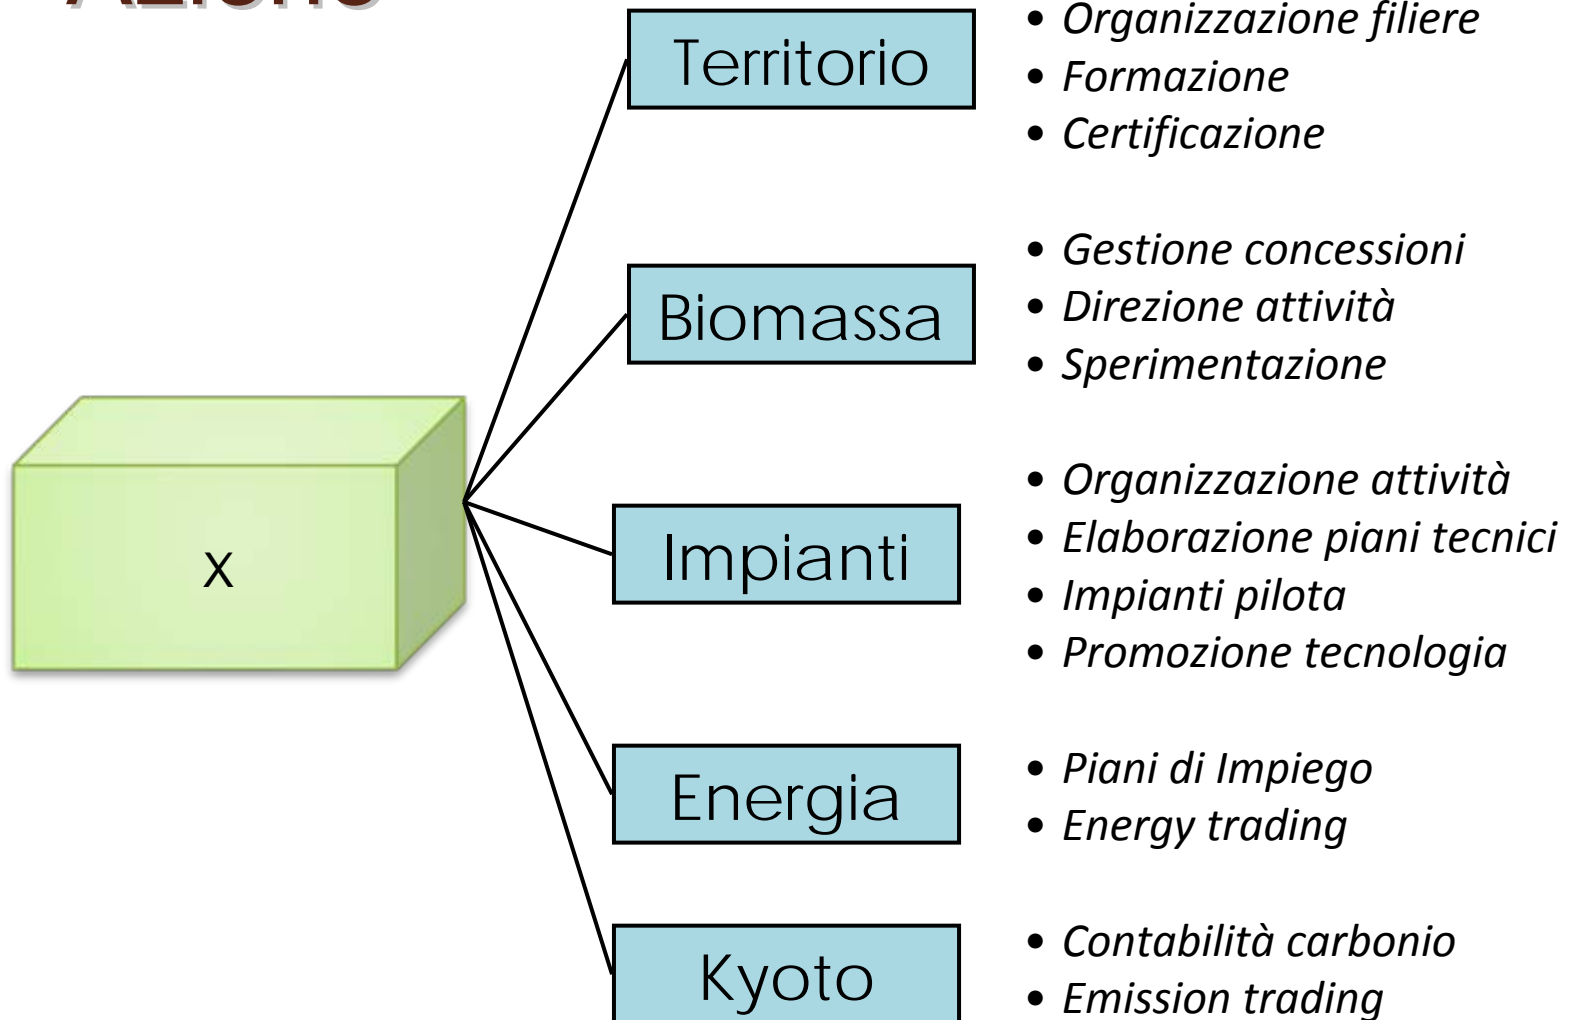 Azione
Territorio
• Organizzazione filiere
• Formazione
• Certificazione
Biomassa
• Gestione concessioni
• Direzione attività
• Sperimentazione
X
Impianti
• Organizzazione attività
• Elaborazione piani tecnici
• Impianti pilota
• Promozione tecnologia
Energia
• Piani di Impiego
• Energy trading
Kyoto
• Contabilità carbonio
• Emission trading